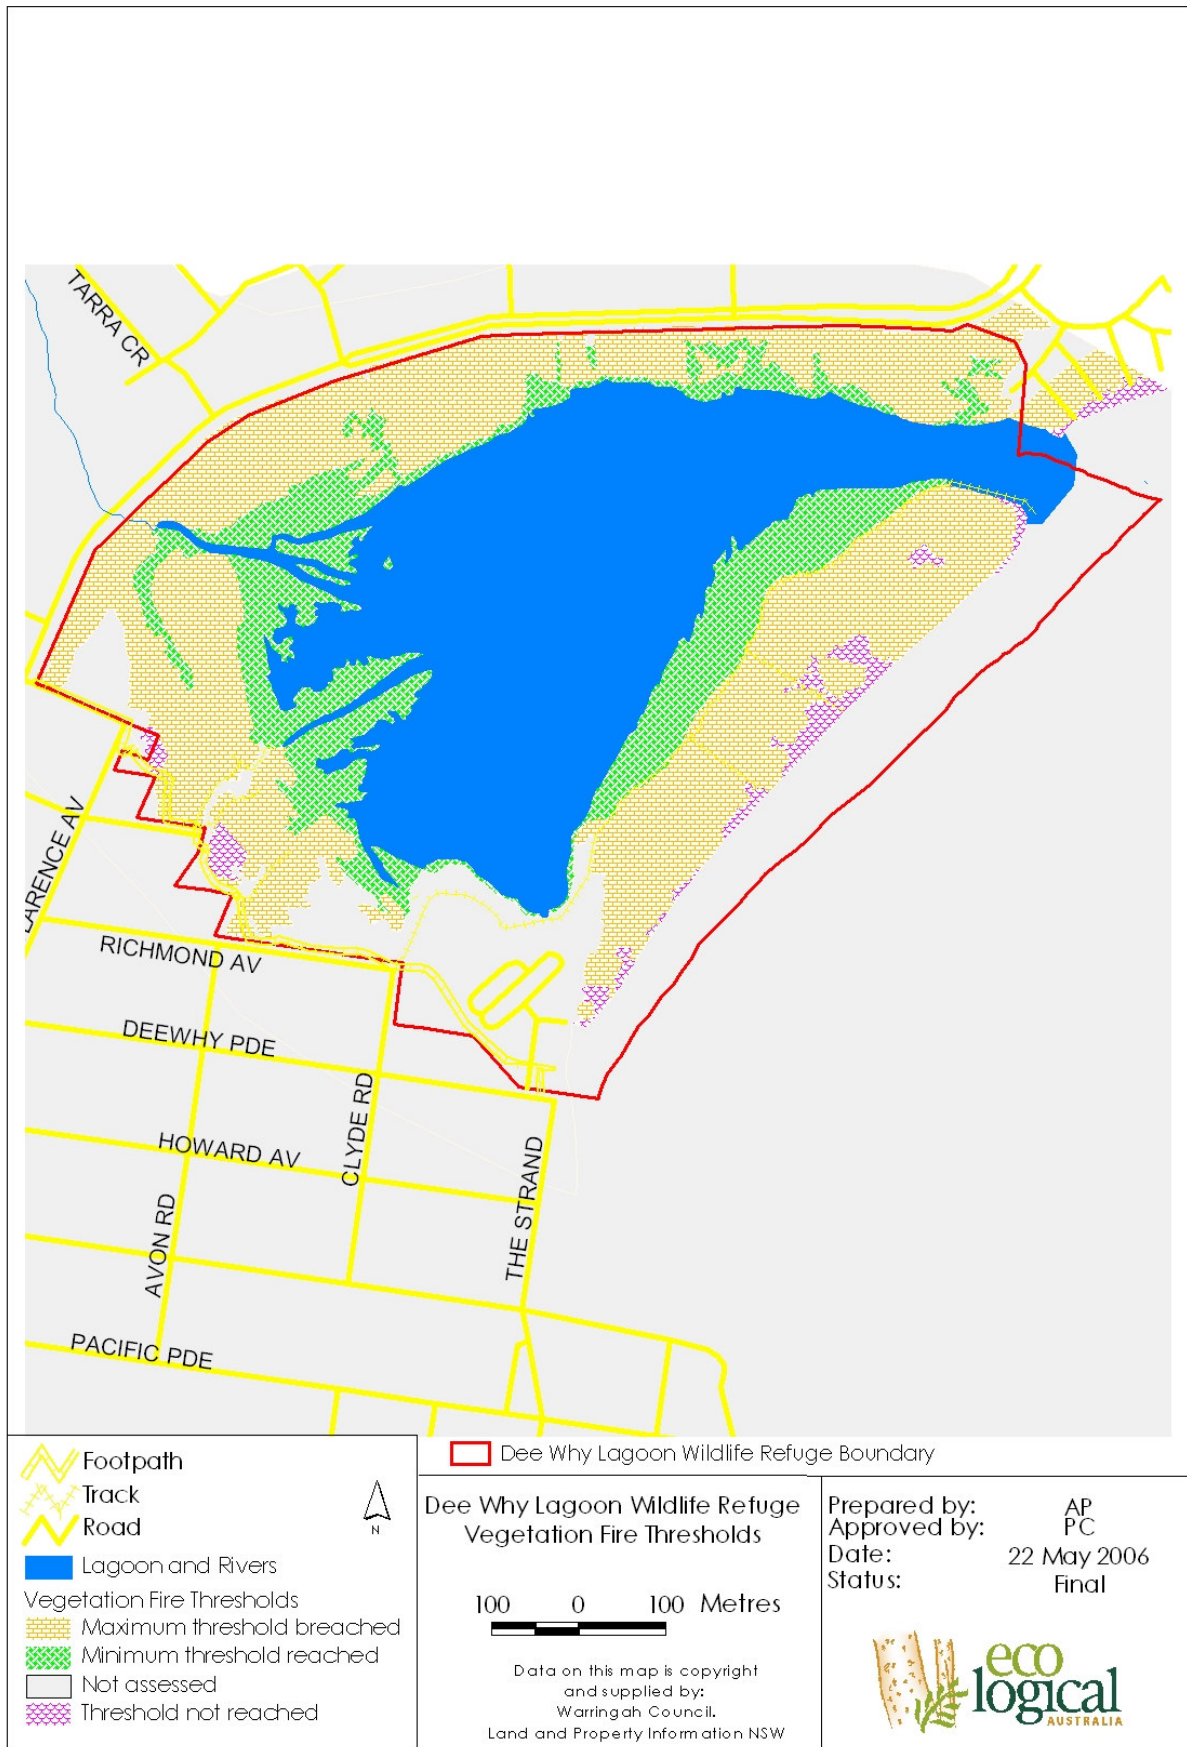 TARRA CR
LARENCE AV
RICHMOND AV
DEEWHY PDE
CLYDE RD
HOWARD AV
THE STRAND
AVON RD
PACIFIC PDE
Footpath
Track
Road
N
Lagoon and Rivers
Vegetation Fire Thresholds
Maximum threshold breached
Minimum threshold reached
Not assessed
Threshold not reached
Dee Why Lagoon Wildlife Refuge Boundary
Dee Why Lagoon Wildlife Refuge
Vegetation Fire Thresholds
100 0 100 Metres
Data on this map is copyright
and supplied by:
Warringah Council.
Land and Property Information NSW
Prepared by: AP
Approved by: PC
Date: 22 May 2006
Status: Final
eco
logical
AUSTRALIA